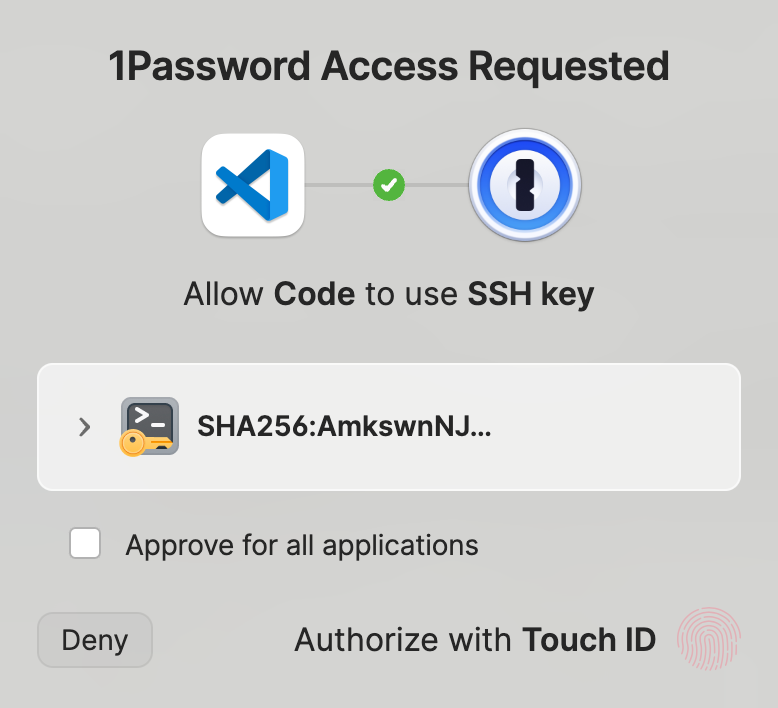 1Password Access Requested
Allow Code to use SSH key
SHA256:AmkswnNJ...
Approve for all applications
Deny
Authorize with Touch ID